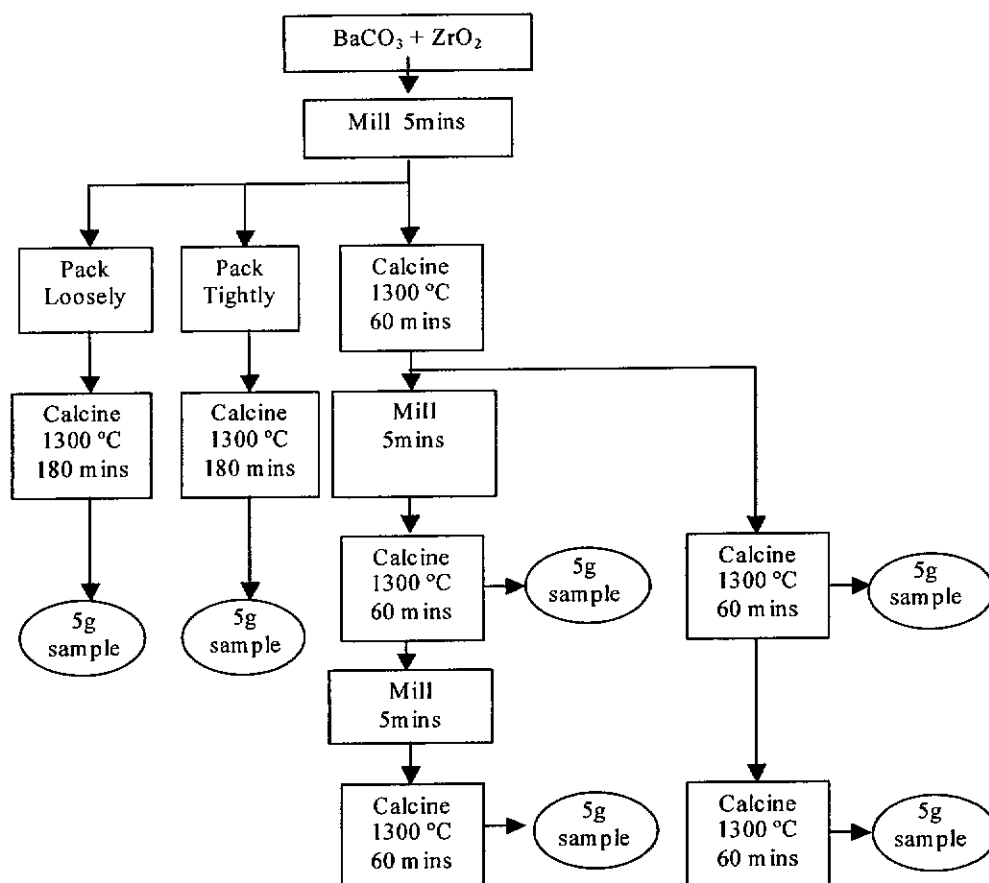 BaCO₃ + ZrO₂
Mill 5mins
Pack
Loosely
Pack
Tightly
Calcine
1300 °C
60 mins
Calcine
1300 °C
180 mins
Calcine
1300 °C
180 mins
Mill
5mins
Calcine
1300 °C
60 mins
5g
sample
Calcine
1300 °C
60 mins
5g
sample
5g
sample
5g
sample
Mill
5mins
Calcine
1300 °C
60 mins
5g
sample
Calcine
1300 °C
60 mins
5g
sample